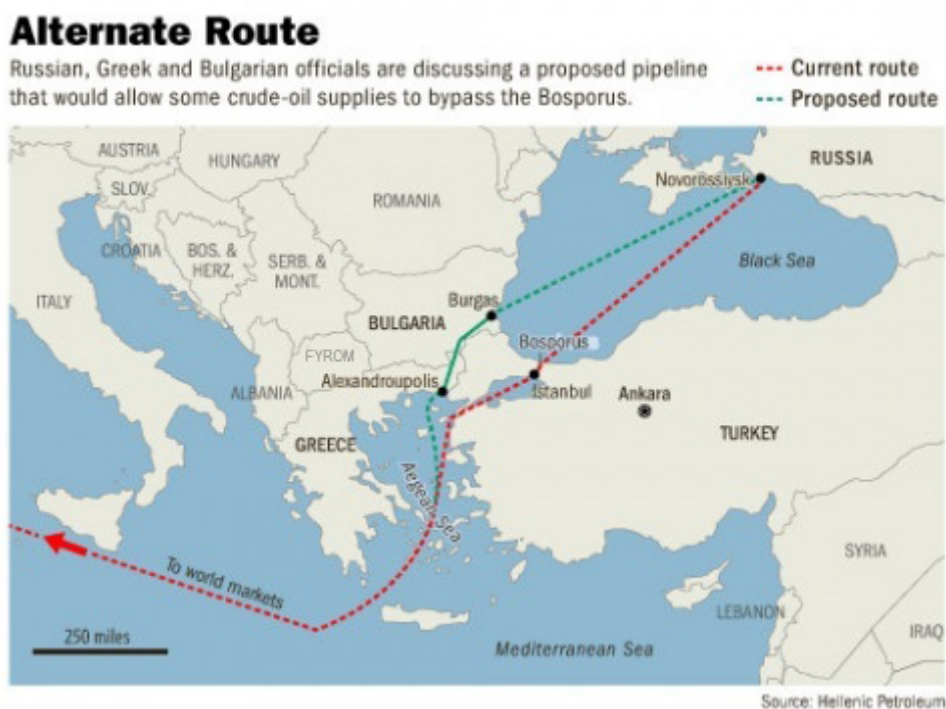 Alternate Route
Russian, Greek and Bulgarian officials are discussing a proposed pipeline
that would allow some crude-oil supplies to bypass the Bosporus.
Current route
Proposed route
AUSTRIA
HUNGARY
RUSSIA
SLOV.
Novorossiysk
ROMANIA
CROATIA
BOS. &
HERZ.
SERB. &
MONT.
Black Sea
ITALY
Burgas
BULGARIA
Bosporus
FYROM
Alexandroupolis
ALBANIA
Istanbul
Ankara
GREECE
TURKEY
Aegean Sea
SYRIA
To world markets
LEBANON
250 miles
IRAQ
Mediterranean Sea
Source: Hellenic Petroleum